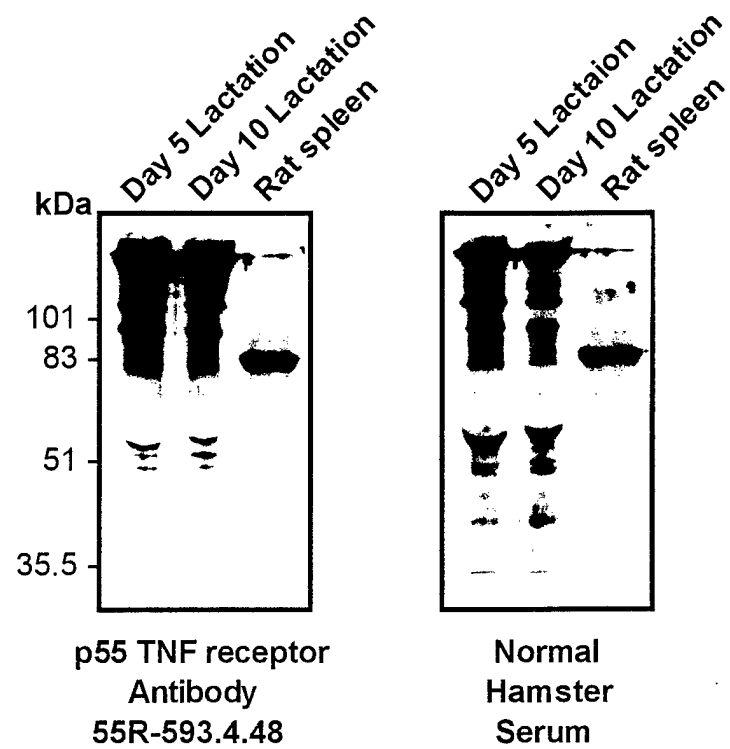 Day 5 Lactation
Day 10 Lactation
Rat spleen
Day 5 Lactaion
Day 10 Lactation
Rat spleen
kDa
101
83
51
35.5
p55 TNF receptor
Antibody
55R-593.4.48
Normal
Hamster
Serum